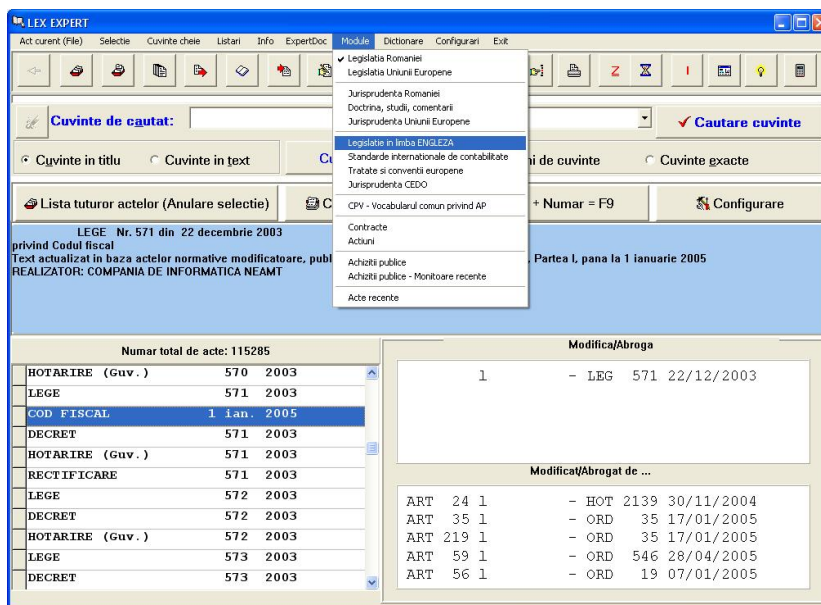 LEX EXPERT
Act curent (File) Selectie Cuvinte cheie Listari Info ExpertDoc Module Dictionare Configurari Exit
✓ Legislatia Romaniei
Legislatia Uniunii Europene
Jurisprudenta Romaniei
Doctrina, studii, comentarii
Jurisprudenta Uniunii Europene
Legislatie in limba ENGLEZA
Standarde internationale de contabilitate
Tratate si conventii europene
Jurisprudenta CEDO
CPV - Vocabularul comun privind AP
Contracte
Actiuni
Achizitii publice
Achizitii publice - Monitoare recente
Acte recente
Z I
Cuvinte de cautat: Cautare cuvinte
Cuvinte in titlu Cuvinte in text Cu ni de cuvinte Cuvinte exacte
Lista tuturor actelor (Anulare selectie) C + Numar = F9 Configurare
LEGE Nr. 571 din 22 decembrie 2003
privind Codul fiscal
Text actualizat in baza actelor normative modificatoare, publ , Partea I, pana la 1 ianuarie 2005
REALIZATOR: COMPANIA DE INFORMATICA NEAMT
Numar total de acte: 115285
HOTARIRE (Guv.) 570 2003
LEGE 571 2003
COD FISCAL 1 ian. 2005
DECRET 571 2003
HOTARIRE (Guv.) 571 2003
RECTIFICARE 571 2003
LEGE 572 2003
DECRET 572 2003
HOTARIRE (Guv.) 572 2003
LEGE 573 2003
DECRET 573 2003
Modifica/Abroga
1 - LEG 571 22/12/2003
Modificat/Abrogat de ...
ART 24 1 - HOT 2139 30/11/2004
ART 35 1 - ORD 35 17/01/2005
ART 219 1 - ORD 35 17/01/2005
ART 59 1 - ORD 546 28/04/2005
ART 56 1 - ORD 19 07/01/2005